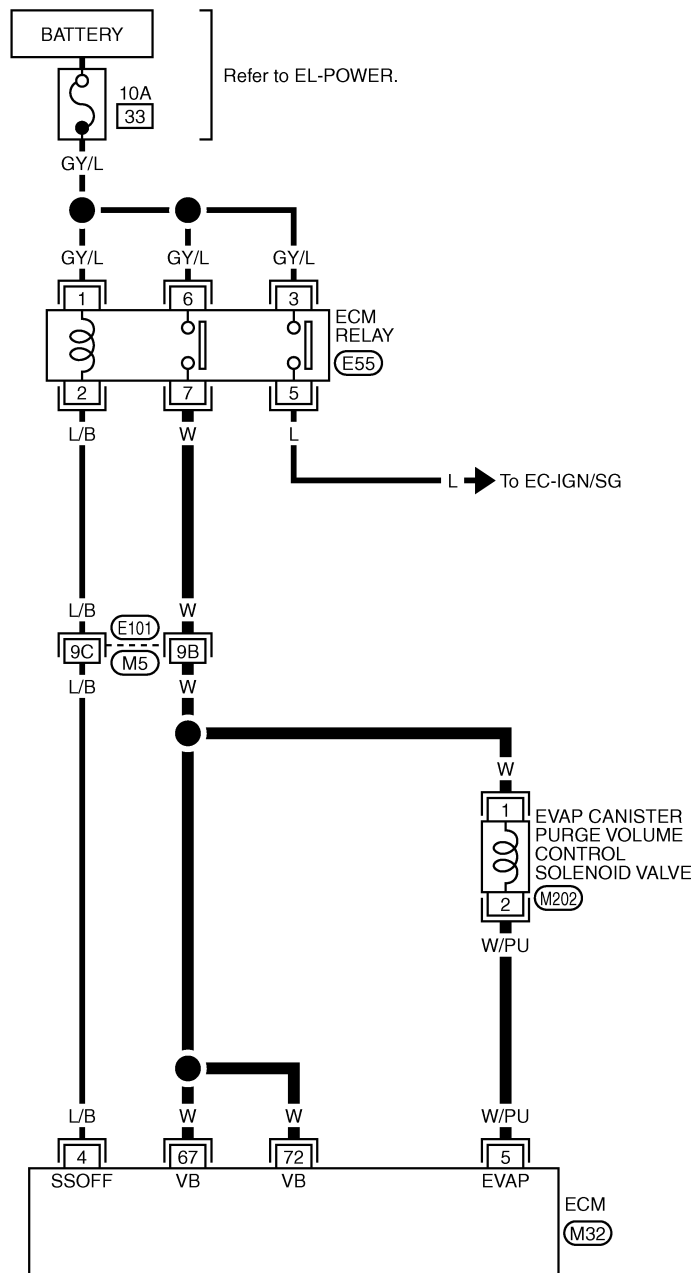 BATTERY
Refer to EL-POWER.
10A
33
GY/L
GY/L
GY/L
GY/L
1
6
3
ECM
RELAY
E55
2
7
5
L/B
W
L
L
To EC-IGN/SG
L/B
W
E101
9C
9B
M5
L/B
W
W
1
EVAP CANISTER
PURGE VOLUME
CONTROL
SOLENOID VALVE
M202
2
W/PU
L/B
W
W
W/PU
4
67
72
5
SSOFF
VB
VB
EVAP
ECM
M32